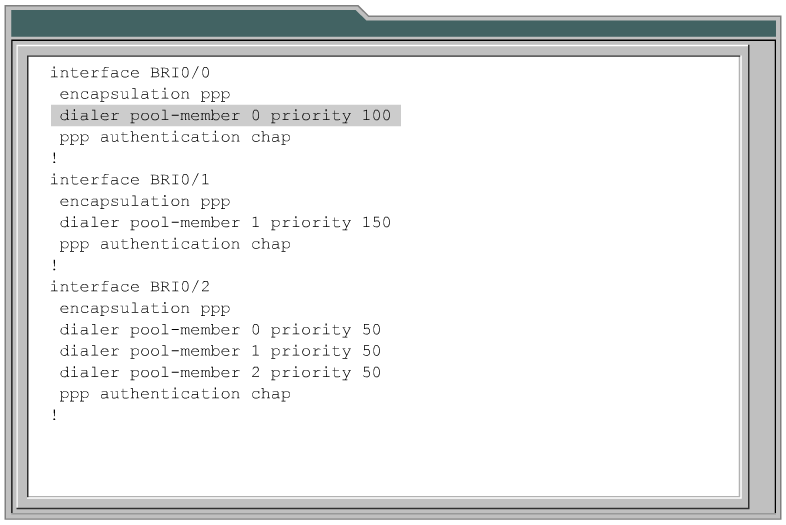 interface BRI0/0
 encapsulation ppp
 dialer pool-member 0 priority 100
 ppp authentication chap
!
interface BRI0/1
 encapsulation ppp
 dialer pool-member 1 priority 150
 ppp authentication chap
!
interface BRI0/2
 encapsulation ppp
 dialer pool-member 0 priority 50
 dialer pool-member 1 priority 50
 dialer pool-member 2 priority 50
 ppp authentication chap
!